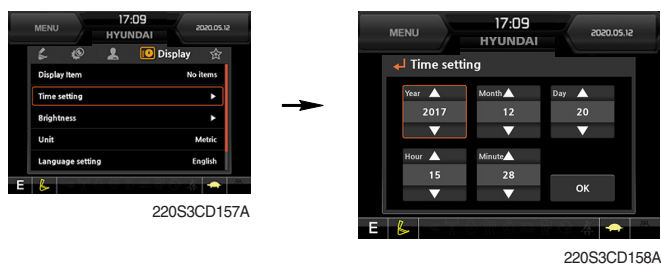 MENU
17:09
HYUNDAI
2020.05.12
Display
Display Item No items
Time setting
Brightness
Unit Metric
Language setting English
E
220S3CD157A
MENU
17:09
HYUNDAI
2020.05.12
Time setting
Year Month Day
2017 12 20
Hour Minute
15 28
OK
E
220S3CD158A